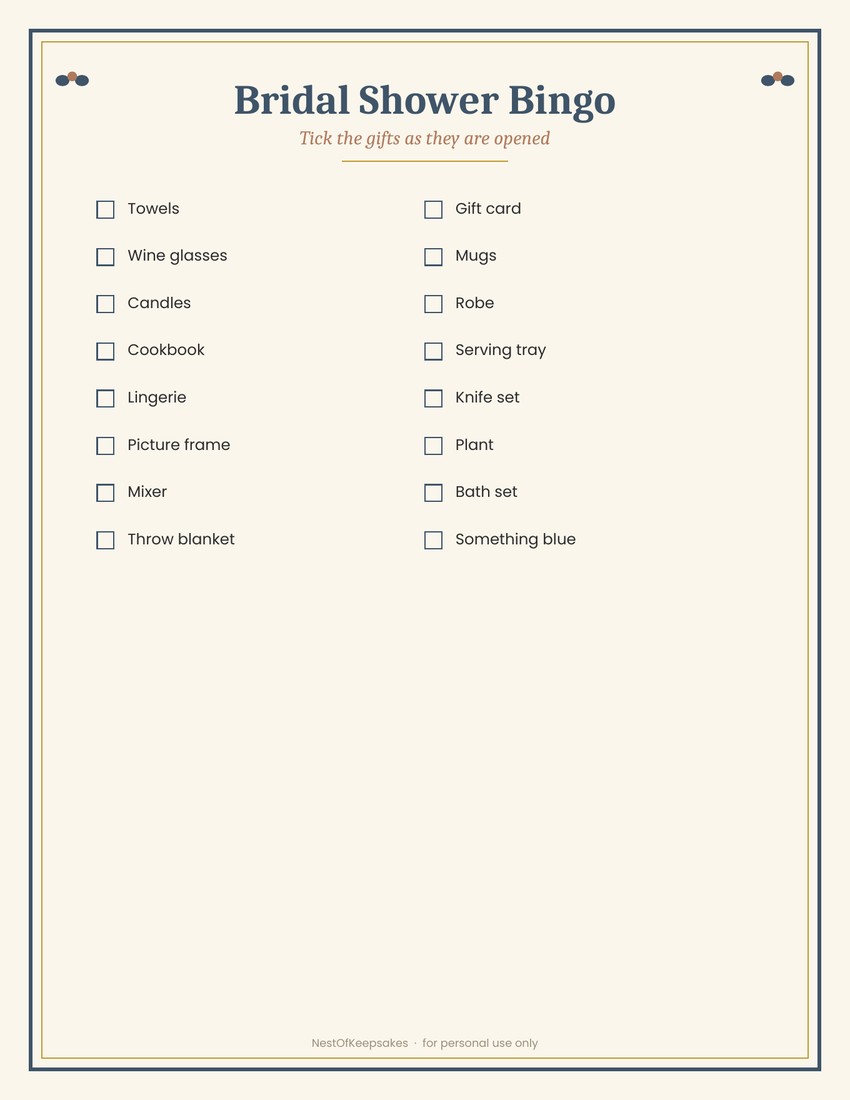 Bridal Shower Bingo
Tick the gifts as they are opened
Towels
Wine glasses
Candles
Cookbook
Lingerie
Picture frame
Mixer
Throw blanket
Gift card
Mugs
Robe
Serving tray
Knife set
Plant
Bath set
Something blue
NestOfKeepsakes · for personal use only